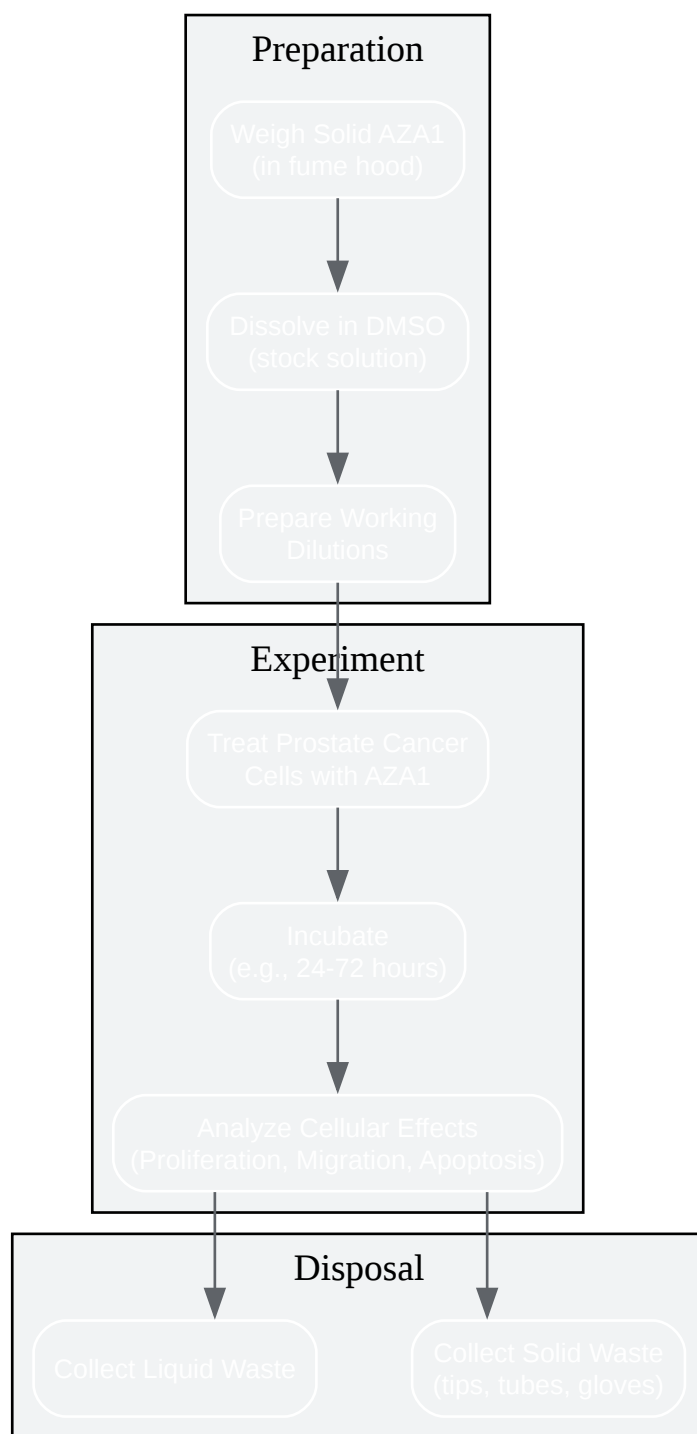 Preparation
Weigh Solid AZA1
(in fume hood)
Dissolve in DMSO
(stock solution)
Prepare Working
Dilutions
Experiment
Treat Prostate Cancer
Cells with AZA1
Incubate
(e.g., 24-72 hours)
Analyze Cellular Effects
(Proliferation, Migration, Apoptosis)
Disposal
Collect Liquid Waste
Collect Solid Waste
(tips, tubes, gloves)